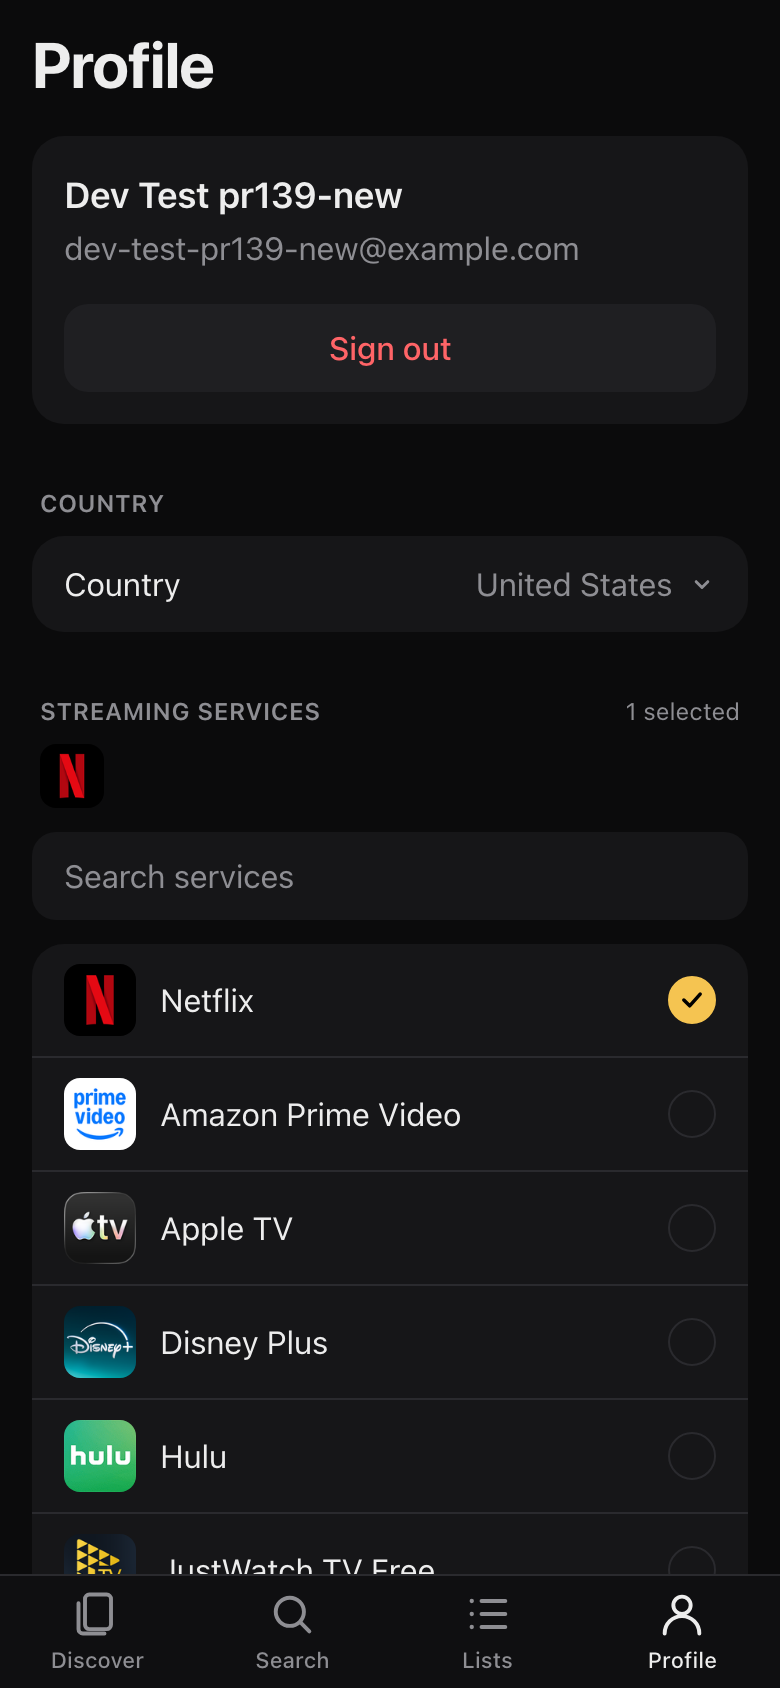 Profile
Dev Test pr139-new
dev-test-pr139-new@example.com
Sign out
COUNTRY
Country United States
STREAMING SERVICES 1 selected
N
Search services
N Netflix
prime video Amazon Prime Video
tv Apple TV
Disney+ Disney Plus
hulu Hulu
TV JustWatch TV Free
Discover Search Lists Profile